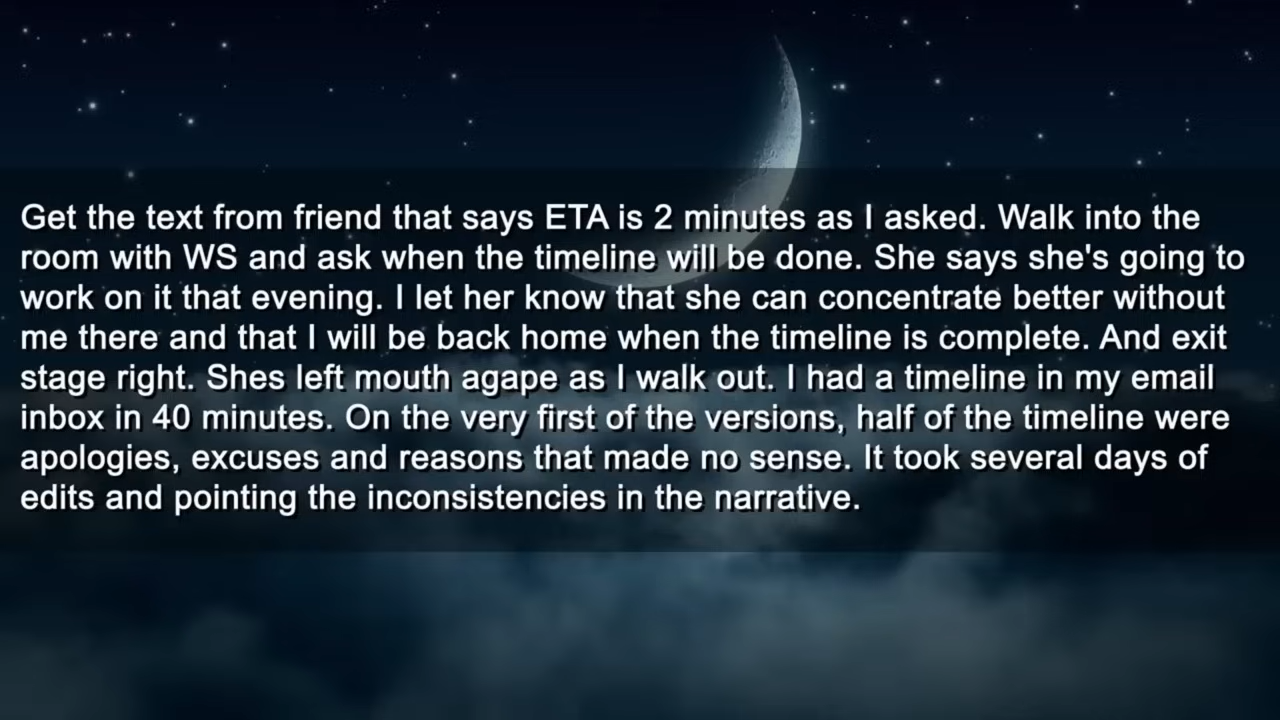 Get the text from friend that says ETA is 2 minutes as I asked. Walk into the
room with WS and ask when the timeline will be done. She says she's going to
work on it that evening. I let her know that she can concentrate better without
me there and that I will be back home when the timeline is complete. And exit
stage right. Shes left mouth agape as I walk out. I had a timeline in my email
inbox in 40 minutes. On the very first of the versions, half of the timeline were
apologies, excuses and reasons that made no sense. It took several days of
edits and pointing the inconsistencies in the narrative.